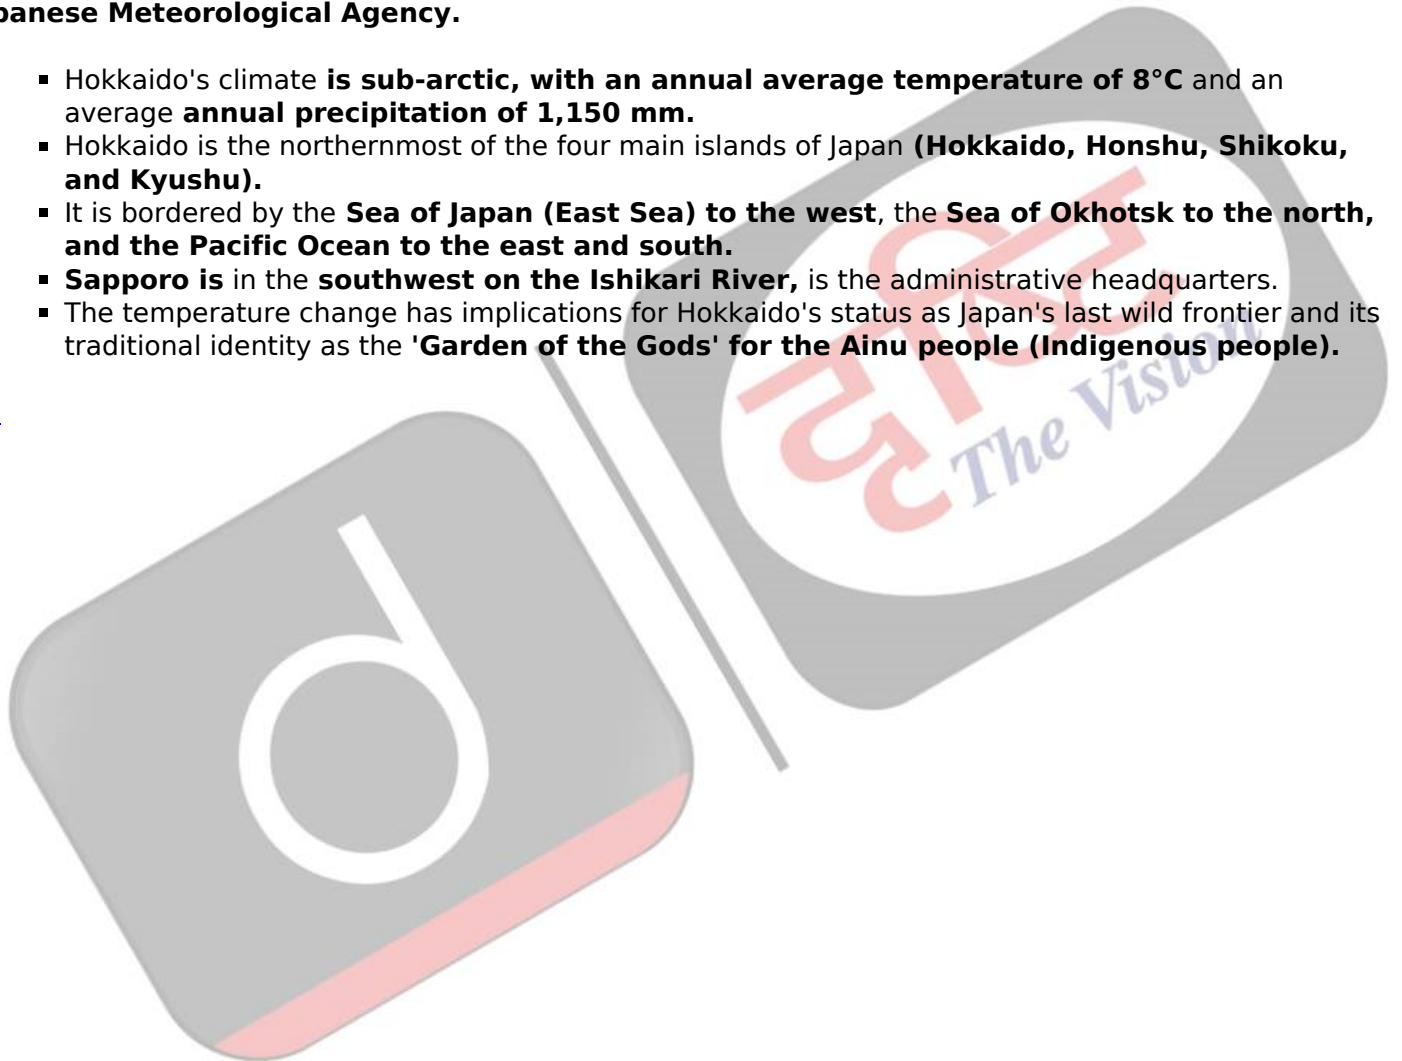 panese Meteorological Agency.
▪ Hokkaido's climate is sub-arctic, with an annual average temperature of 8°C and an
average annual precipitation of 1,150 mm.
▪ Hokkaido is the northernmost of the four main islands of Japan (Hokkaido, Honshu, Shikoku,
and Kyushu).
▪ It is bordered by the Sea of Japan (East Sea) to the west, the Sea of Okhotsk to the north,
and the Pacific Ocean to the east and south.
▪ Sapporo is in the southwest on the Ishikari River, is the administrative headquarters.
▪ The temperature change has implications for Hokkaido's status as Japan's last wild frontier and its
traditional identity as the 'Garden of the Gods' for the Ainu people (Indigenous people).
दृष्टि
The Vision
d